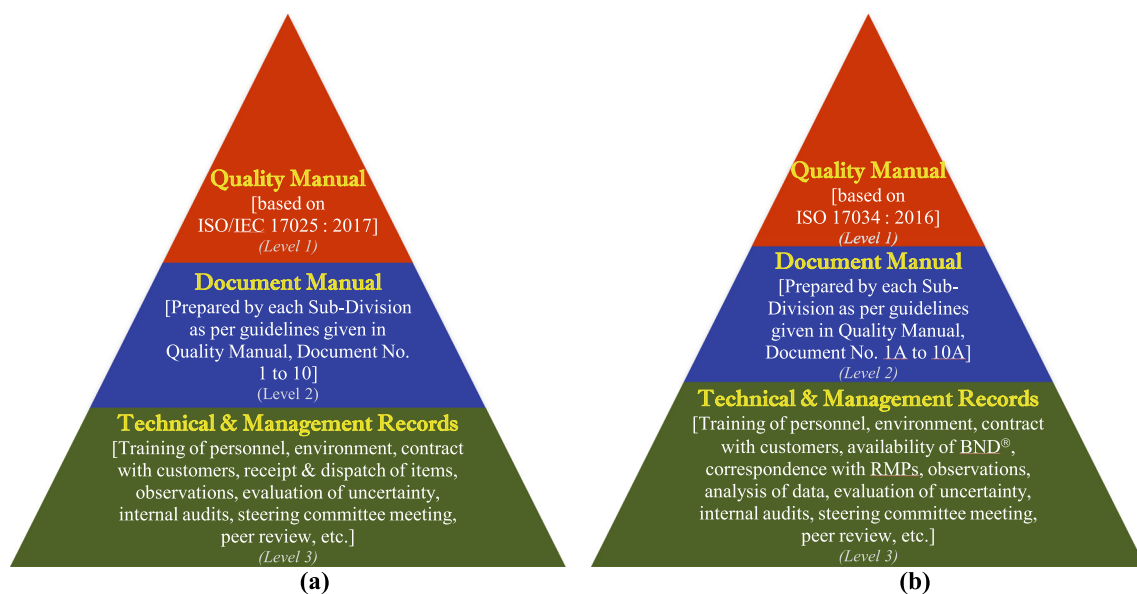 Quality Manual
[based on
ISO/IEC 17025 : 2017]
(Level 1)
Document Manual
[Prepared by each Sub-Division
as per guidelines given in
Quality Manual, Document No.
1 to 10]
(Level 2)
Technical & Management Records
[Training of personnel, environment, contract
with customers, receipt & dispatch of items,
observations, evaluation of uncertainty,
internal audits, steering committee meeting,
peer review, etc.]
(Level 3)
(a)
Quality Manual
[based on
ISO 17034 : 2016]
(Level 1)
Document Manual
[Prepared by each Sub-
Division as per guidelines
given in Quality Manual,
Document No. 1A to 10A]
(Level 2)
Technical & Management Records
[Training of personnel, environment, contract
with customers, availability of BND®,
correspondence with RMPs, observations,
analysis of data, evaluation of uncertainty,
internal audits, steering committee meeting,
peer review, etc.]
(Level 3)
(b)